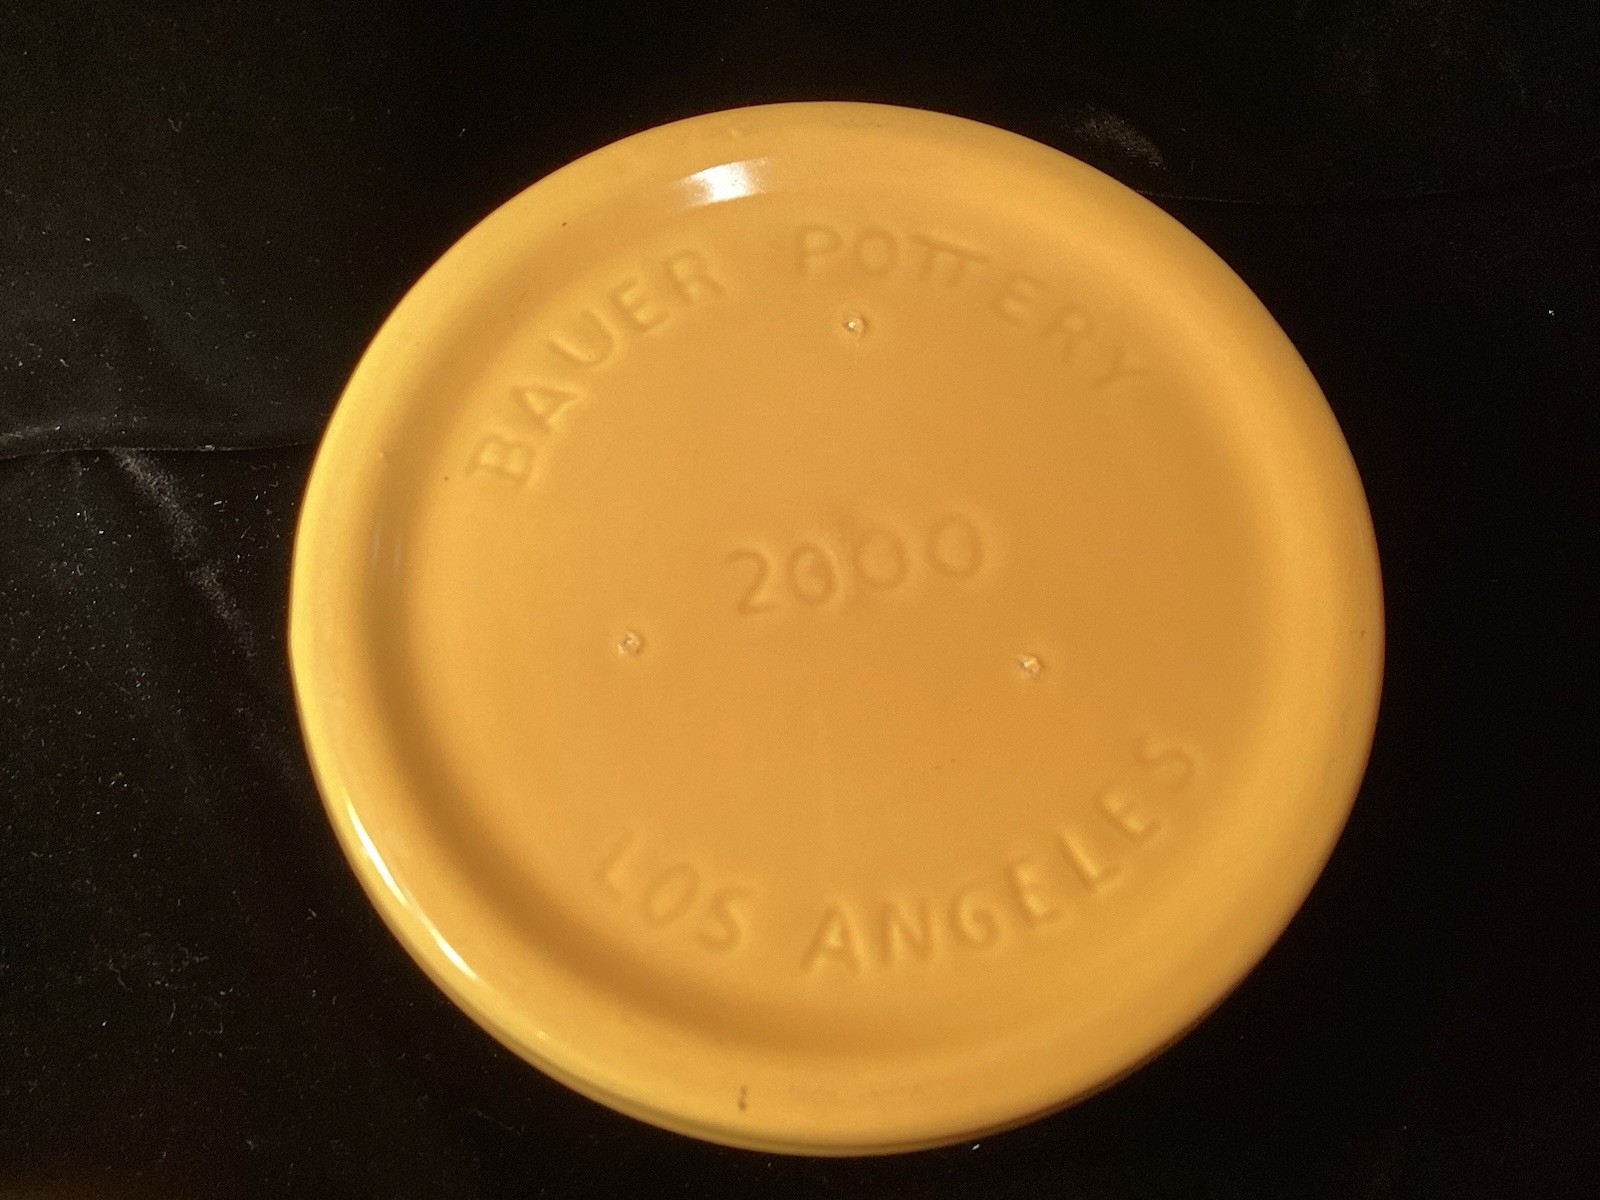 BAUER POTTERY
2000
LOS ANGELES